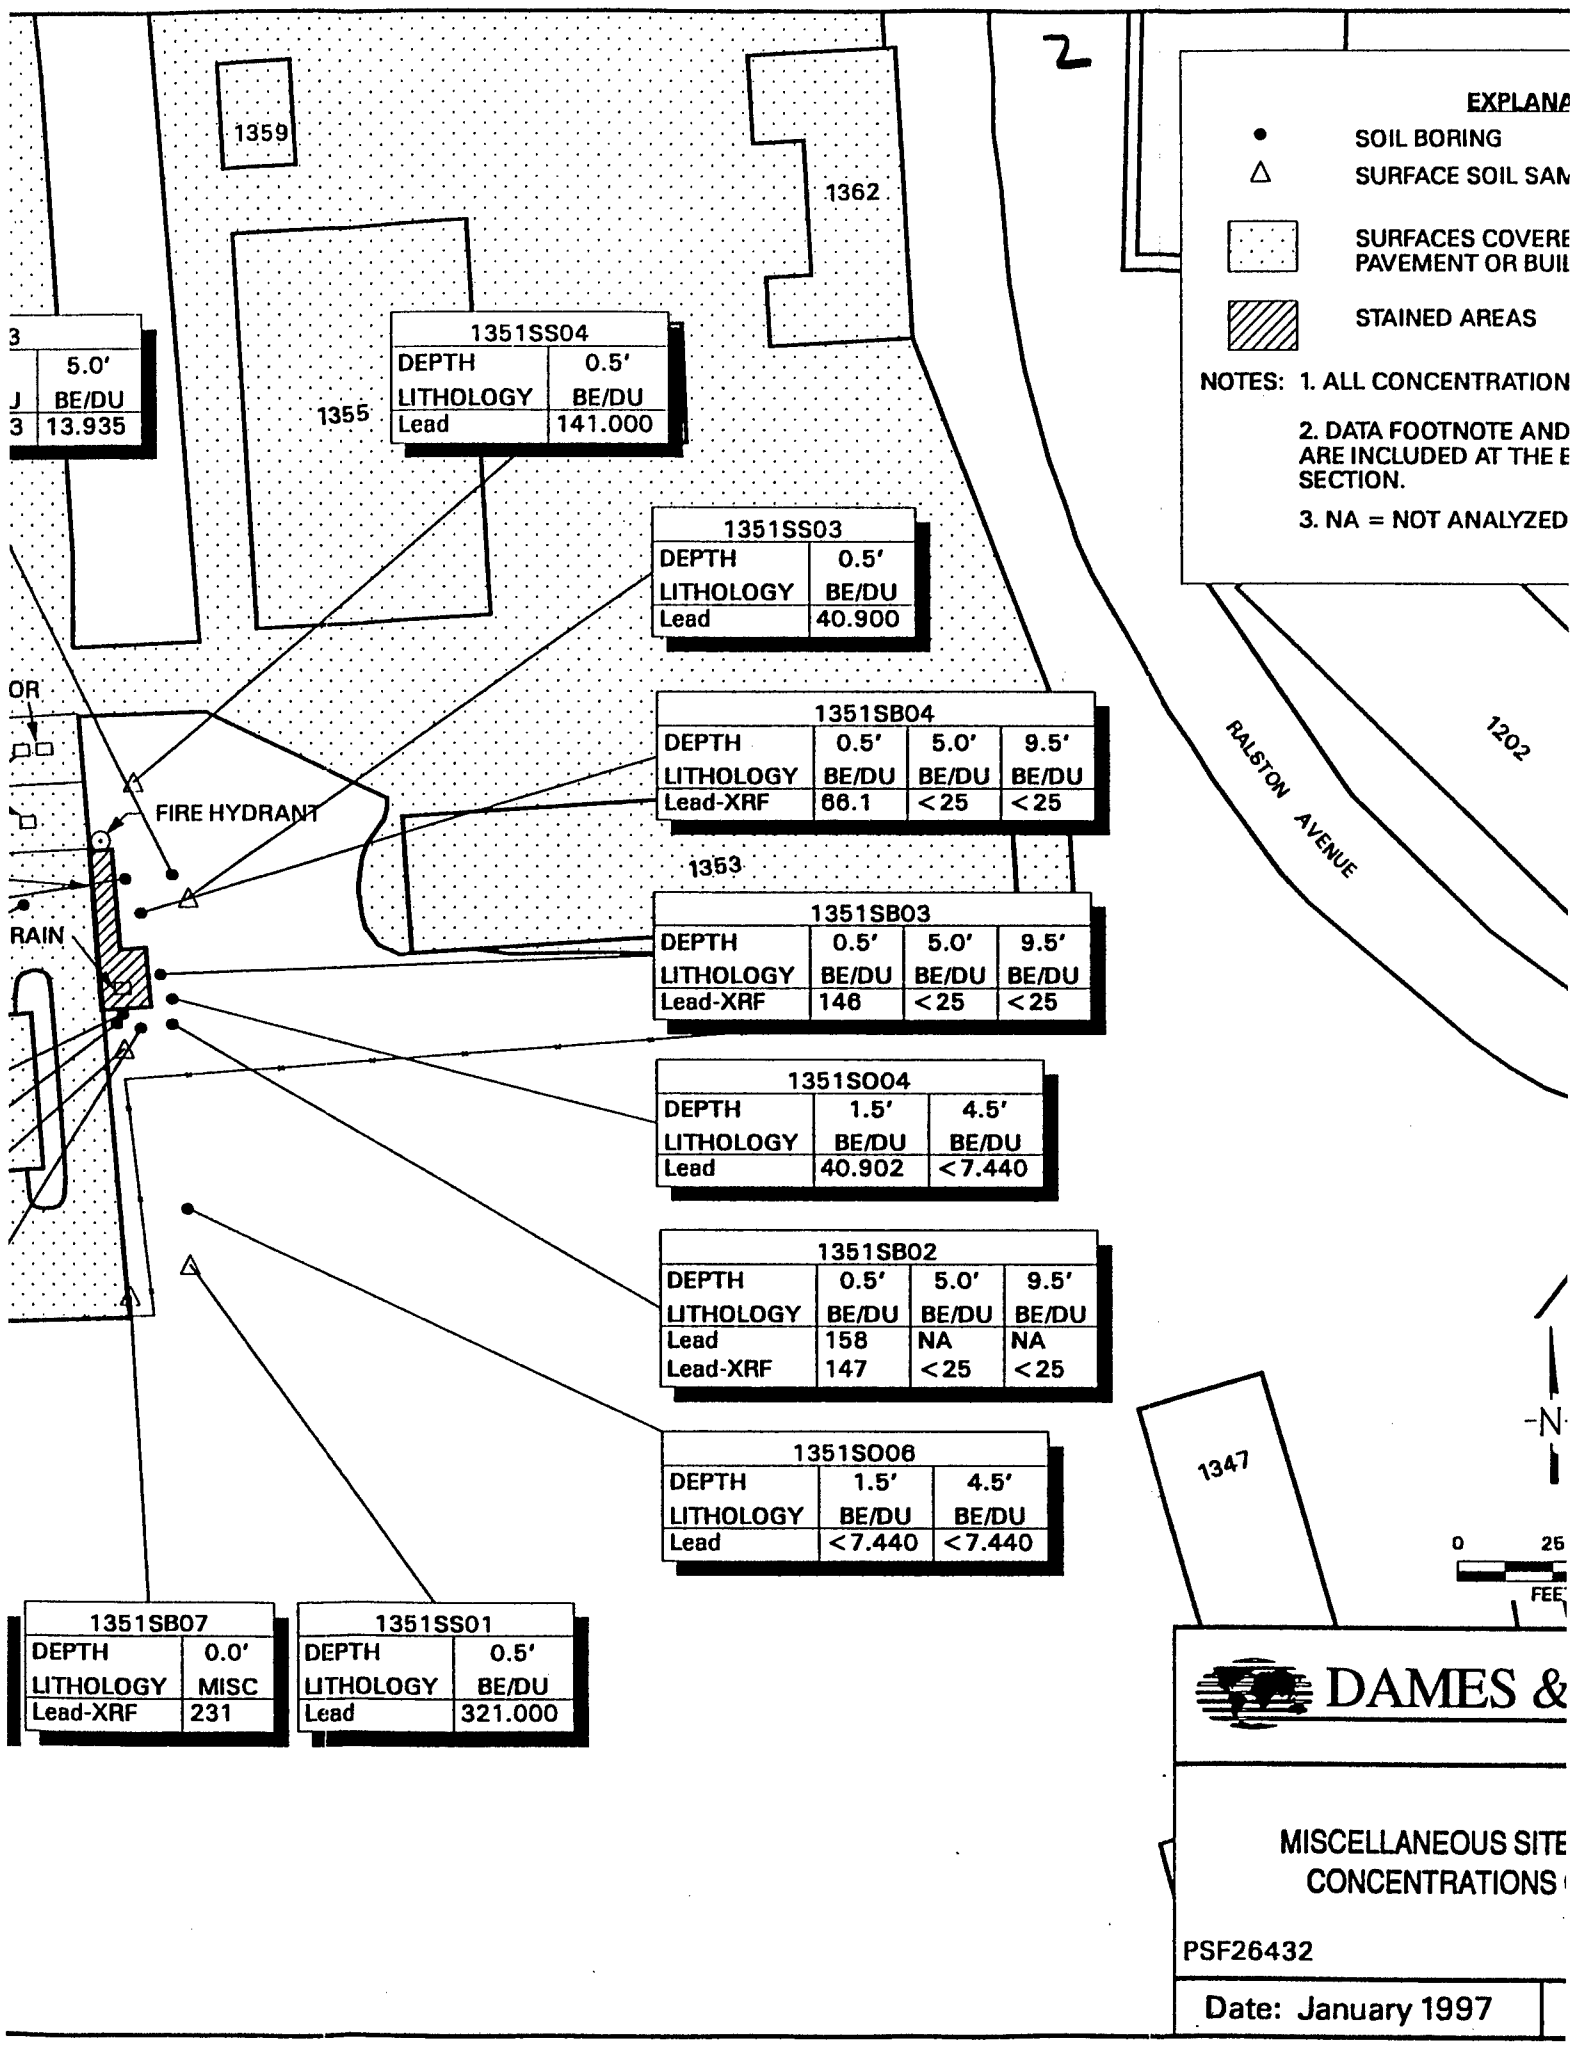 2
1359
1362
EXPLANA
SOIL BORING
SURFACE SOIL SAM
SURFACES COVERE
PAVEMENT OR BUIL
STAINED AREAS
NOTES: 1. ALL CONCENTRATION
2. DATA FOOTNOTE AND
ARE INCLUDED AT THE E
SECTION.
3. NA = NOT ANALYZED
3
5.0'
J BE/DU
3 13.935
1355
1351SS04
DEPTH 0.5'
LITHOLOGY BE/DU
Lead 141.000
1351SS03
DEPTH 0.5'
LITHOLOGY BE/DU
Lead 40.900
1351SB04
DEPTH 0.5' 5.0' 9.5'
LITHOLOGY BE/DU BE/DU BE/DU
Lead-XRF 66.1 <25 <25
OR
FIRE HYDRANT
1353
RAIN
RALSTON AVENUE
1202
1351SB03
DEPTH 0.5' 5.0' 9.5'
LITHOLOGY BE/DU BE/DU BE/DU
Lead-XRF 146 <25 <25
1351SO04
DEPTH 1.5' 4.5'
LITHOLOGY BE/DU BE/DU
Lead 40.902 <7.440
1351SB02
DEPTH 0.5' 5.0' 9.5'
LITHOLOGY BE/DU BE/DU BE/DU
Lead 158 NA NA
Lead-XRF 147 <25 <25
1351SO06
DEPTH 1.5' 4.5'
LITHOLOGY BE/DU BE/DU
Lead <7.440 <7.440
1347
N
0 25
FEE
1351SB07
DEPTH 0.0'
LITHOLOGY MISC
Lead-XRF 231
1351SS01
DEPTH 0.5'
LITHOLOGY BE/DU
Lead 321.000
DAMES &
MISCELLANEOUS SITE
CONCENTRATIONS
PSF26432
Date: January 1997